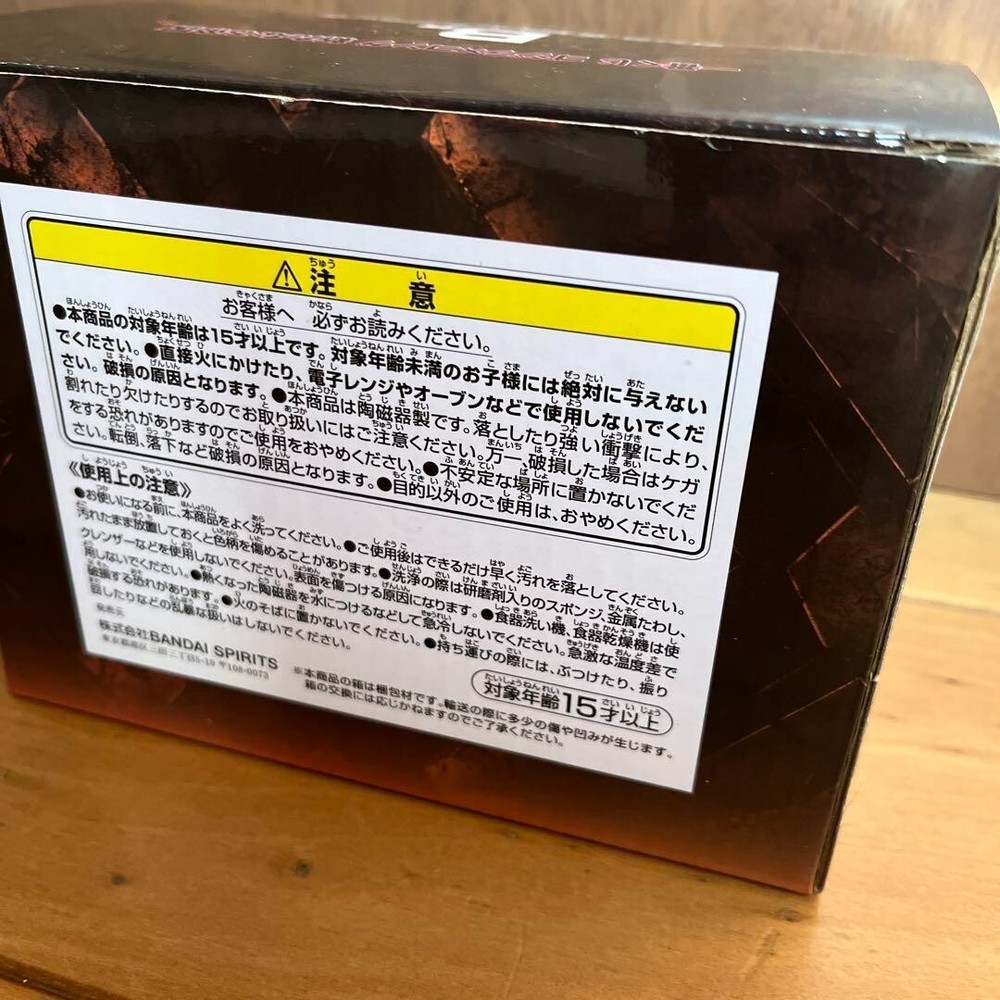 ⚠注意
お客様へ 必ずお読みください。
●本商品の対象年齢は15才以上です。対象年齢未満のお子様には絶対に与えない
でください。●直接火にかけたり、電子レンジやオーブンなどで使用しないでくだ
さい。破損の原因となります。●本商品は陶磁器製です。落としたり強い衝撃により、
割れたり欠けたりするのでお取り扱いにはご注意ください。万一、破損した場合はケガ
をする恐れがありますのでご使用をおやめください。●不安定な場所に置かないでくだ
さい。転倒、落下など破損の原因となります。●目的以外のご使用は、おやめください。
《使用上の注意》
●お使いになる前に、本商品をよく洗ってください。●ご使用後はできるだけ早く汚れを落としてください。
汚れたまま放置しておくと色柄を傷めることがあります。●洗浄の際は研磨剤入りのスポンジ、金属たわし、
クレンザーなどを使用しないでください。表面を傷つける原因になります。●食器洗い機、食器乾燥機は使
用しないでください。●熱くなった陶磁器を水につけるなどして急冷しないでください。急激な温度差で
破損する恐れがあります。●火のそばに置かないでください。●持ち運びの際には、ぶつけたり、振り
回したりなどの乱暴な扱いはしないでください。
発売元
株式会社BANDAI SPIRITS
東京都港区三田三丁目5-19 〒108-0073
対象年齢15才以上
※本商品の箱は梱包材です。輸送の際に多少の傷や凹みが生じます。
箱の交換には応じかねますのでご了承ください。